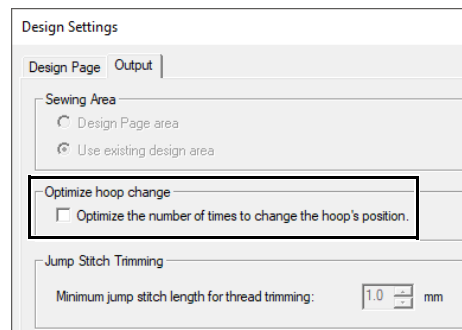 Design Settings
Design Page Output
Sewing Area
Design Page area
Use existing design area
Optimize hoop change
Optimize the number of times to change the hoop's position.
Jump Stitch Trimming
Minimum jump stitch length for thread trimming: 1.0 mm